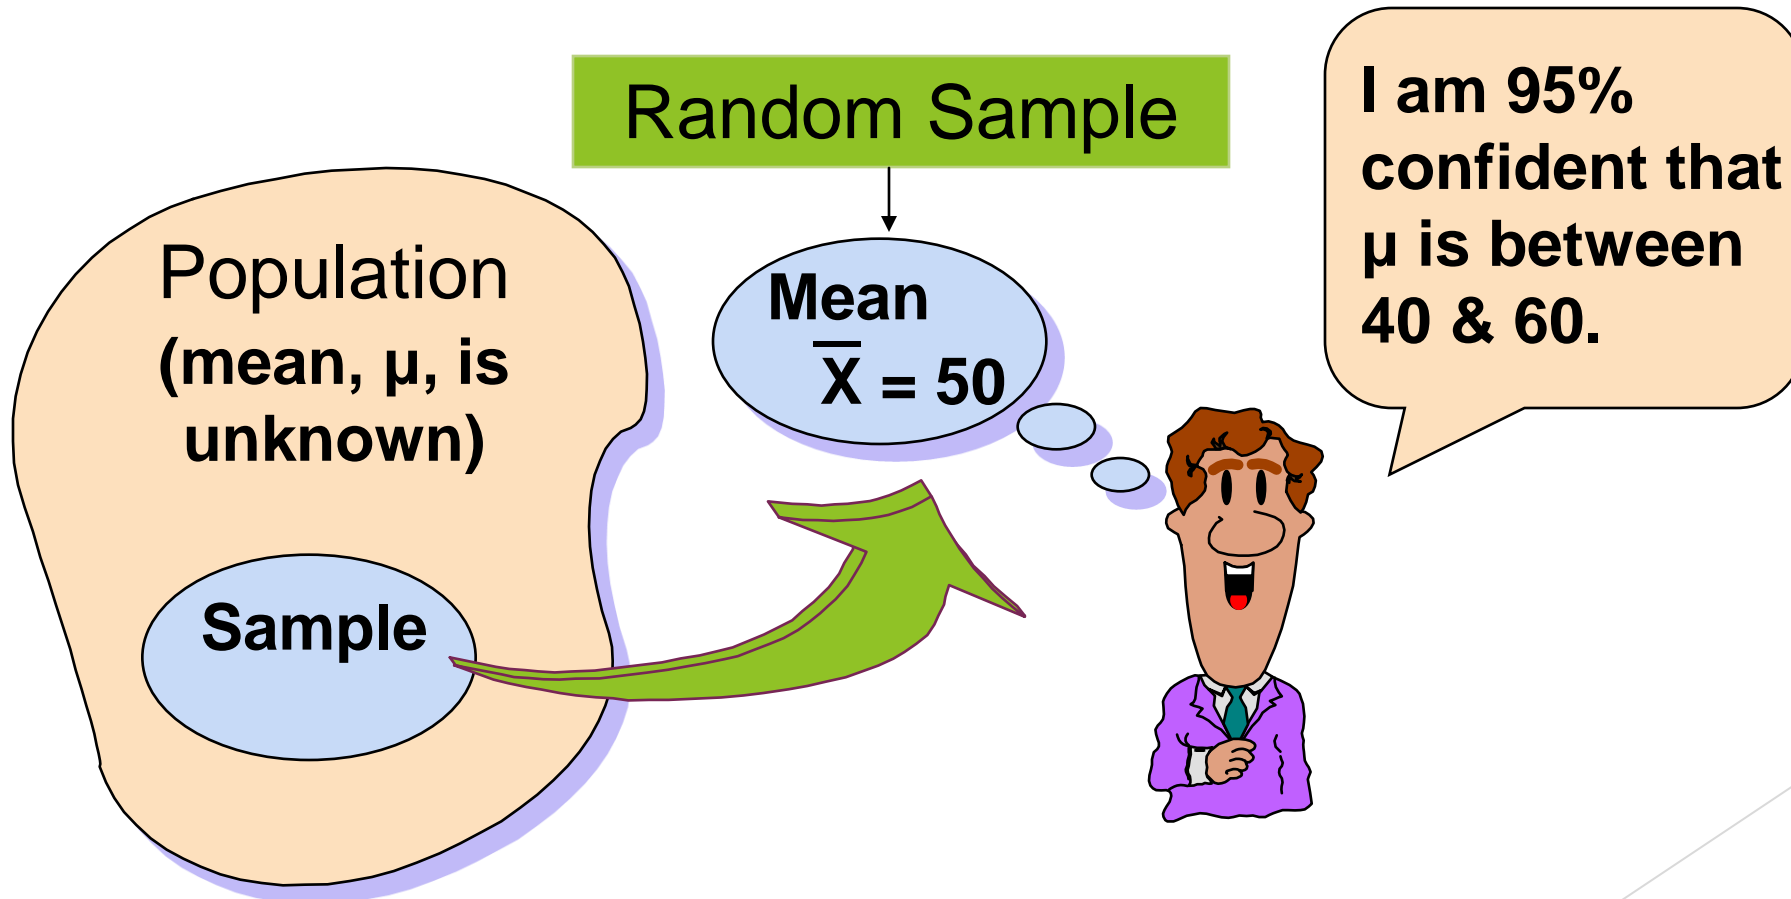 Random Sample
Population
(mean, μ, is
unknown)
Sample
Mean
X̅ = 50
I am 95%
confident that
μ is between
40 & 60.